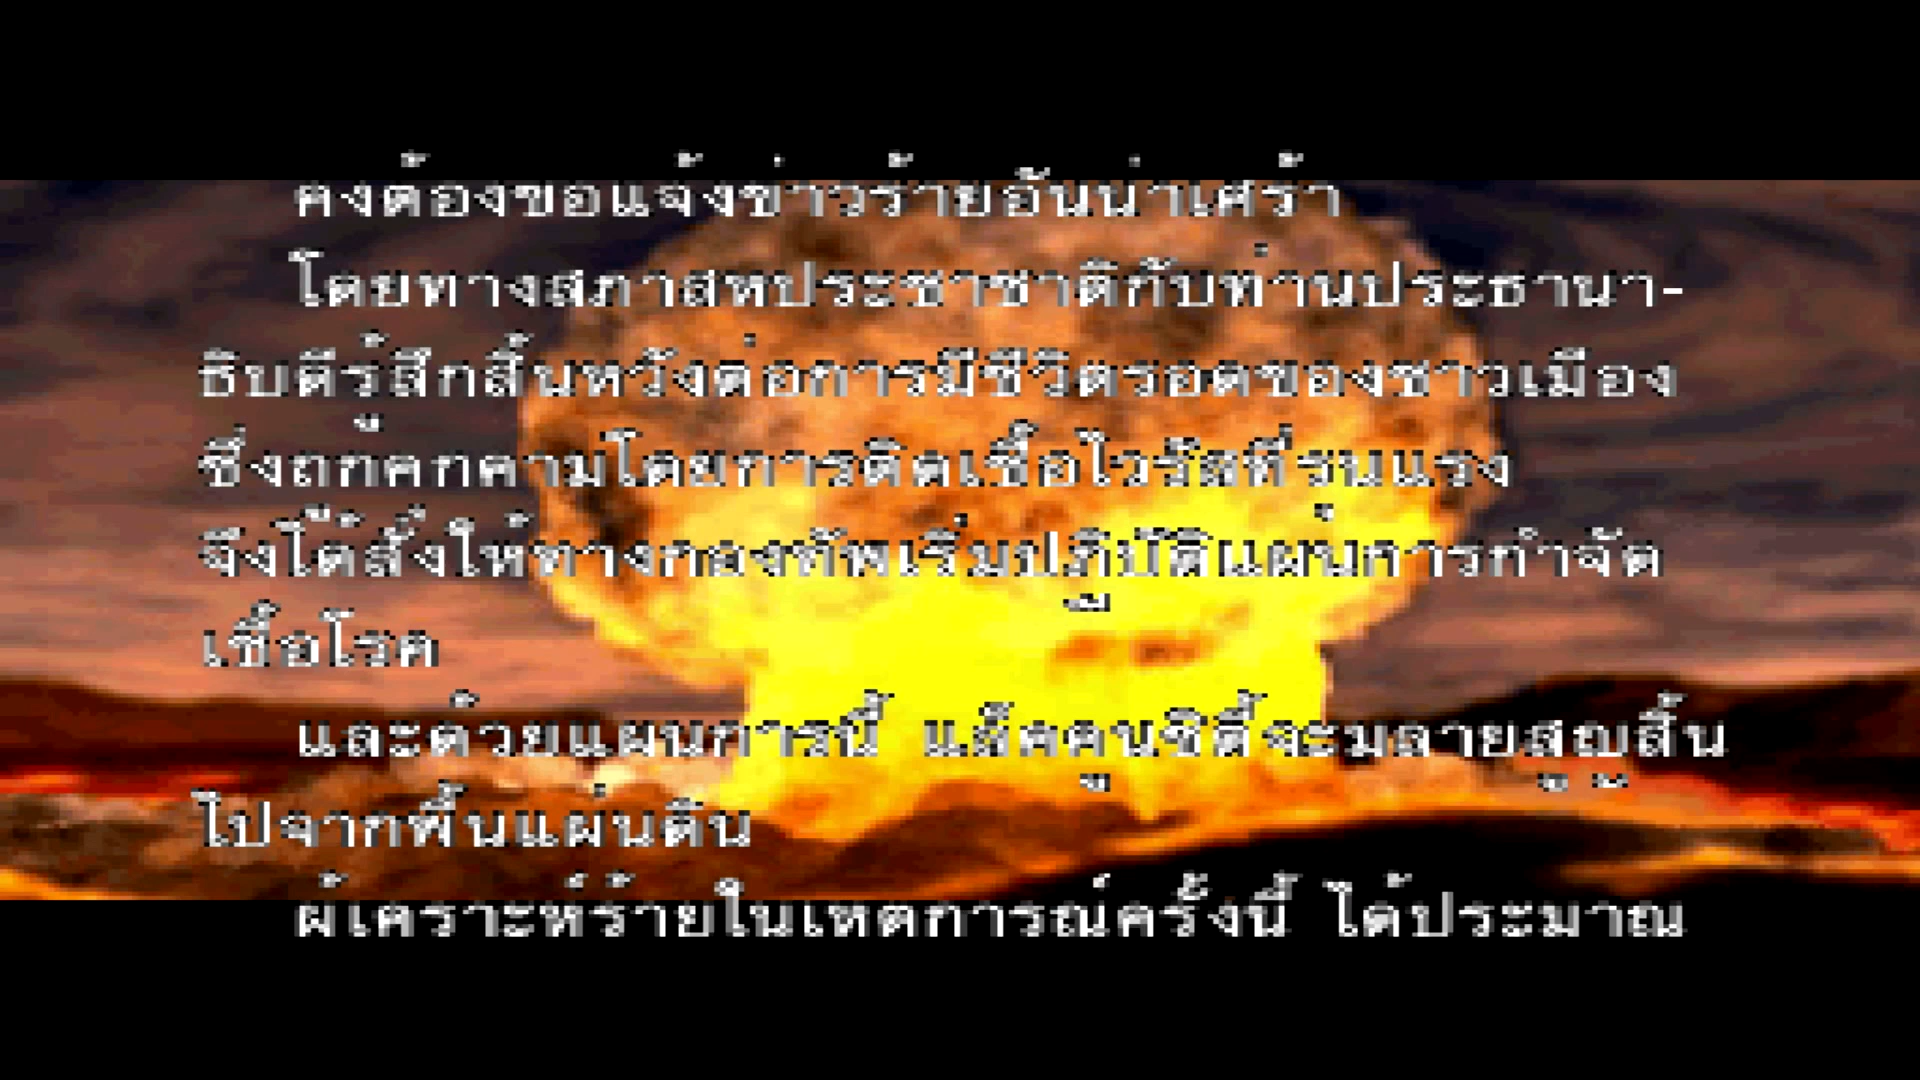 คงต้องขอแจ้งข่าวร้ายอันน่าเศร้า
โดยทางสภาสหประชาชาติกับท่านประธานา-
ธิบดีรู้สึกสิ้นหวังต่อการมีชีวิตรอดของชาวเมือง
ซึ่งถูกคุกคามโดยการติดเชื้อไวรัสที่รุนแรง
จึงได้สั่งให้ทางกองทัพเริ่มปฏิบัติแผนการกำจัด
เชื้อโรค
และด้วยแผนการนี้ แล็คคูนซิตี้จะมลายสูญสิ้น
ไปจากพื้นแผ่นดิน
ผู้เคราะห์ร้ายในเหตุการณ์ครั้งนี้ ได้ประมาณ